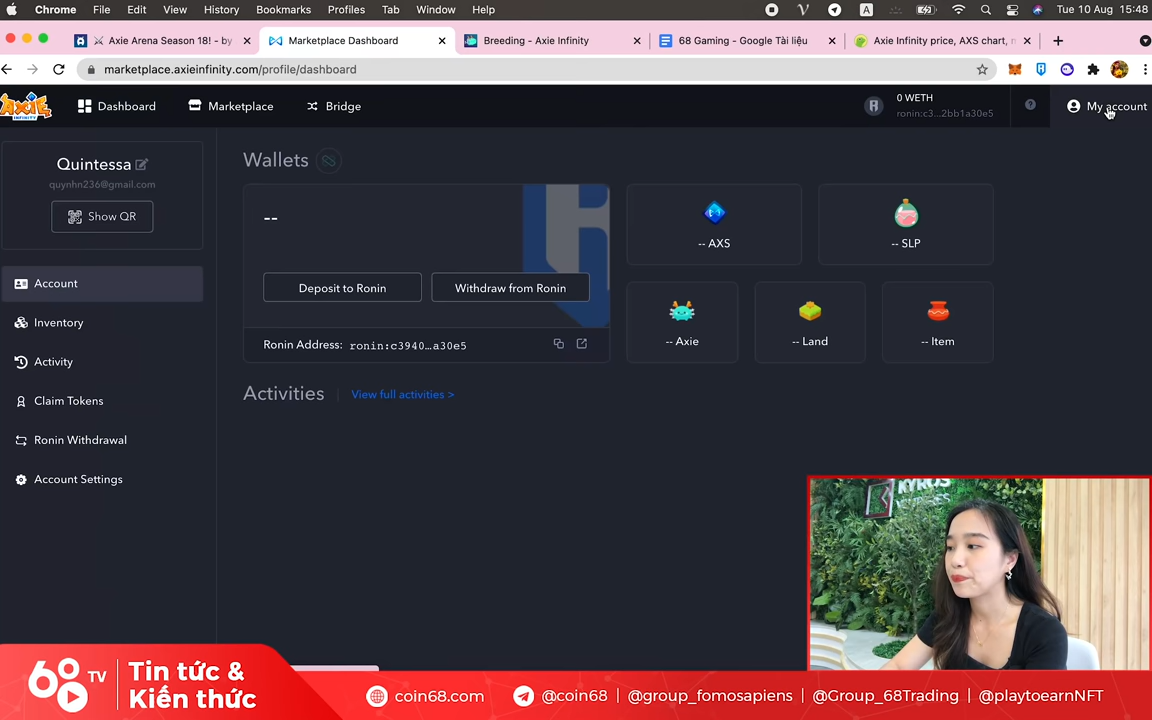 Chrome File Edit View History Bookmarks Profiles Tab Window Help
A
Tue 10 Aug 15:48
Axie Arena Season 18! - by
Marketplace Dashboard
Breeding - Axie Infinity
68 Gaming - Google Tài liệu
Axie Infinity price, AXS chart,
marketplace.axieinfinity.com/profile/dashboard
AXIE
INFINITY
Dashboard
Marketplace
Bridge
0 WETH
ronin:c3...2bb1a30e5
?
My account
Quintessa
quynhn236@gmail.com
Show QR
Account
Inventory
Activity
Claim Tokens
Ronin Withdrawal
Account Settings
Wallets
--
Deposit to Ronin
Withdraw from Ronin
Ronin Address: ronin:c3940...a30e5
-- AXS
-- SLP
-- Axie
-- Land
-- Item
Activities
View full activities >
KYROS
68 TV
Tin tức &
Kiến thức
coin68.com
@coin68 | @group_fomosapiens | @Group_68Trading | @playtoearnNFT